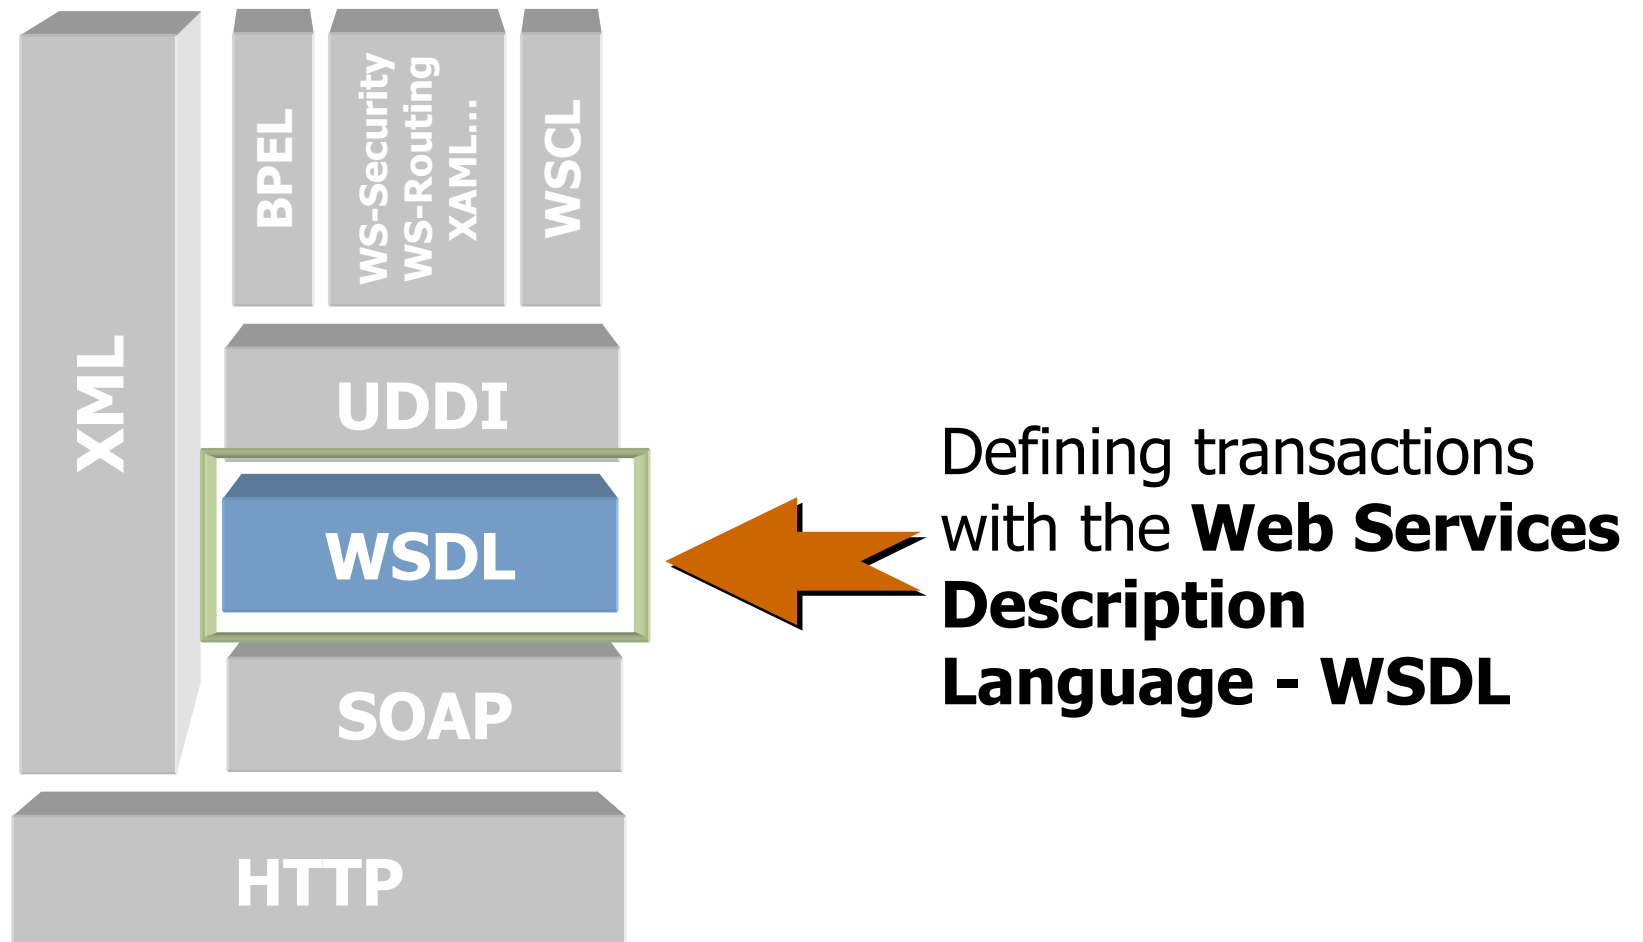 XML
BPEL
WS-Security
WS-Routing
XAML...
WSCL
UDDI
WSDL
SOAP
HTTP
Defining transactions
with the Web Services
Description
Language - WSDL